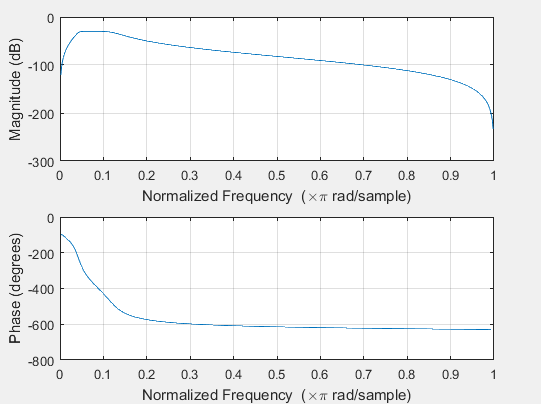 0
-100
-200
-300
Magnitude (dB)
0 0.1 0.2 0.3 0.4 0.5 0.6 0.7 0.8 0.9 1
Normalized Frequency (×π rad/sample)
0
-200
-400
-600
-800
Phase (degrees)
0 0.1 0.2 0.3 0.4 0.5 0.6 0.7 0.8 0.9 1
Normalized Frequency (×π rad/sample)